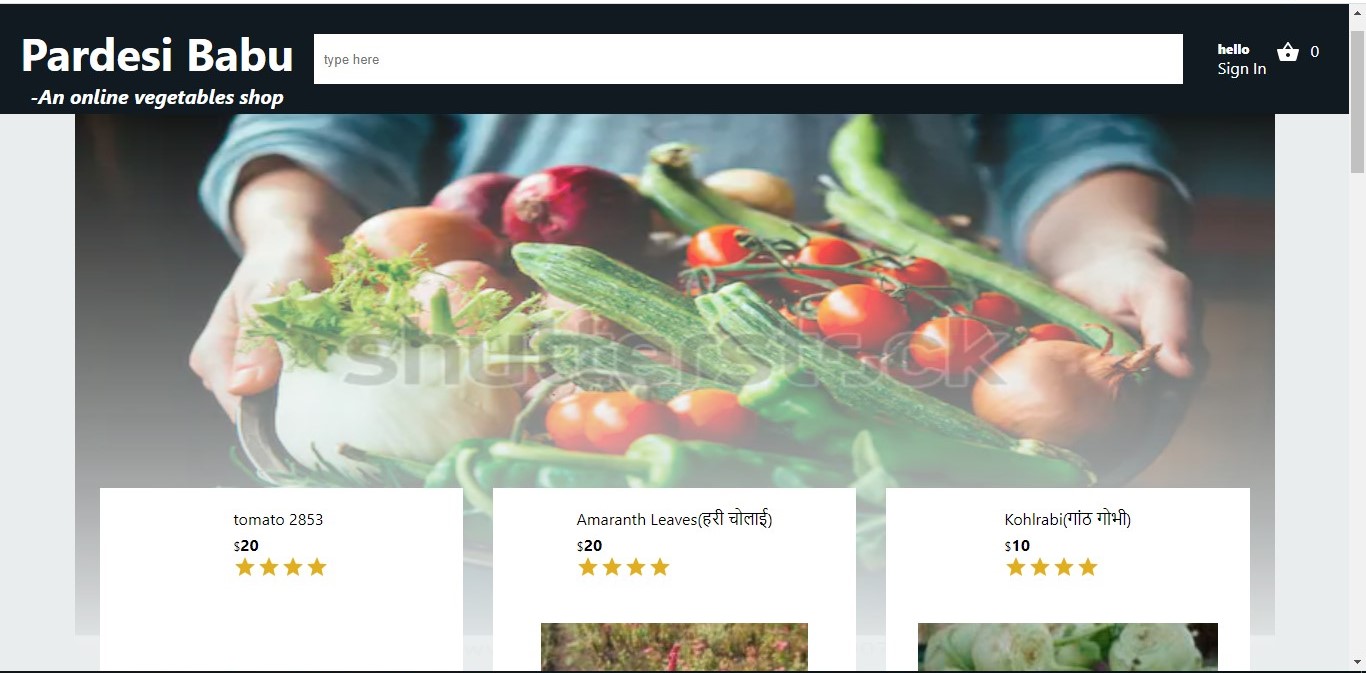 Pardesi Babu
-An online vegetables shop
type here
hello
Sign In
0
shutterstock
tomato 2853
$20
Amaranth Leaves(हरी चोलाई)
$20
Kohlrabi(गांठ गोभी)
$10